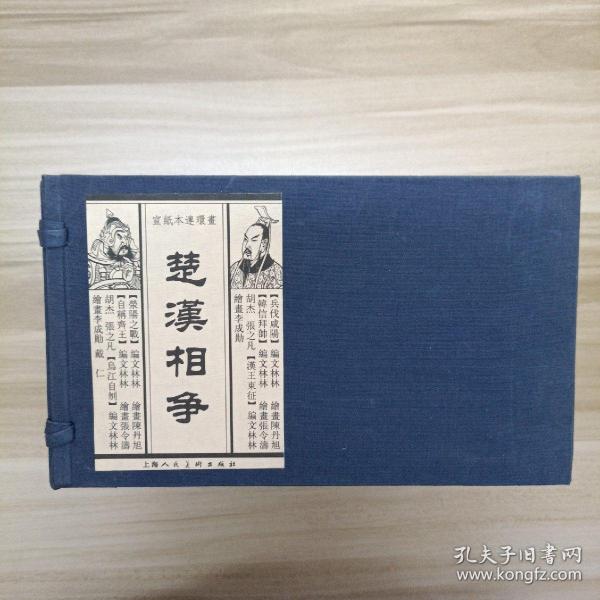 畫環連本紙宣
楚漢相争
【兵伐咸陽】編文林林 繪畫陳丹旭
【韓信拜帥】編文林林 繪畫張令濤
胡杰 張之凡【漢王東征】編文林林
繪畫李成勛
【滎陽之戰】編文林林 繪畫陳丹旭
【自稱齊王】編文林林 繪畫張令濤
胡杰 張之凡【烏江自刎】編文林林
繪畫李成勛 戴仁
上海人民美術出版社
孔夫子旧书网
www.kongfz.com